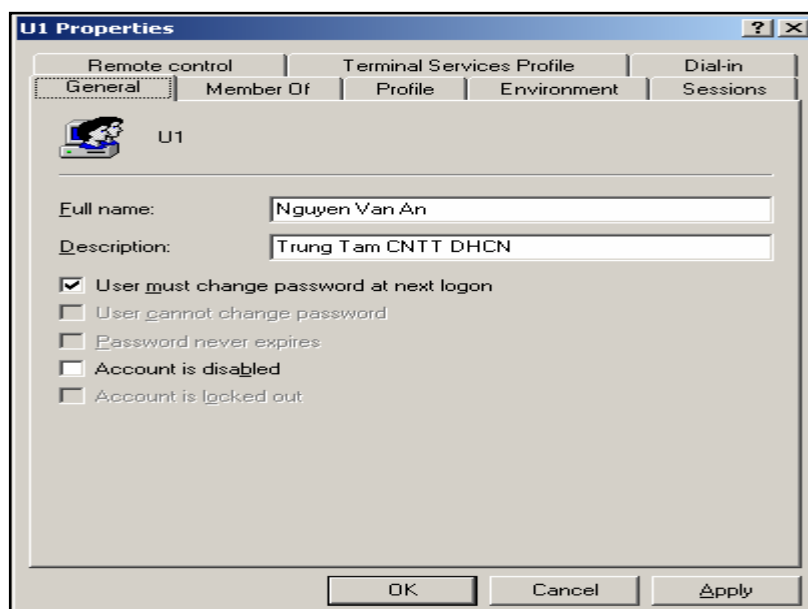 U1 Properties
Remote control Terminal Services Profile Dial-in
General Member Of Profile Environment Sessions
U1
Full name: Nguyen Van An
Description: Trung Tam CNTT DHCN
User must change password at next logon
User cannot change password
Password never expires
Account is disabled
Account is locked out
OK Cancel Apply